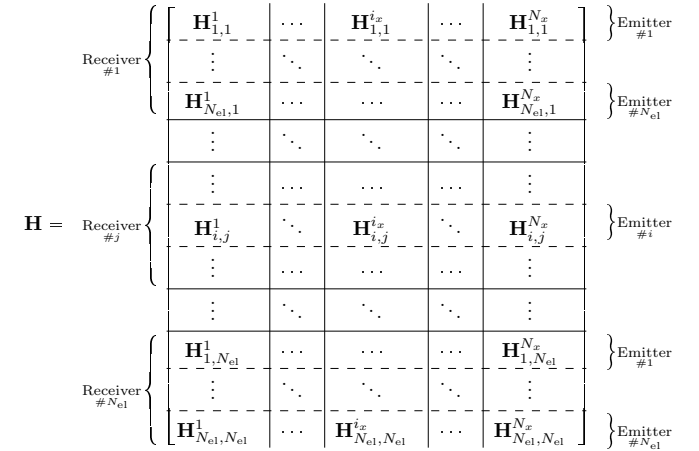 Receiver #1 H^1_{1,1} ⋯ H^{i_x}_{1,1} ⋯ H^{N_x}_{1,1} Emitter #1
⋮ ⋱ ⋱ ⋱ ⋮
H^1_{N_el,1} ⋯ ⋯ ⋯ H^{N_x}_{N_el,1} Emitter #N_el
⋮ ⋱ ⋱ ⋱ ⋮
⋮ ⋯ ⋯ ⋯ ⋮
H = Receiver #j H^1_{i,j} ⋱ H^{i_x}_{i,j} ⋱ H^{N_x}_{i,j} Emitter #i
⋮ ⋯ ⋯ ⋯ ⋮
⋮ ⋱ ⋱ ⋱ ⋮
H^1_{1,N_el} ⋯ ⋯ ⋯ H^{N_x}_{1,N_el} Emitter #1
Receiver #N_el ⋮ ⋱ ⋱ ⋱ ⋮
H^1_{N_el,N_el} ⋯ H^{i_x}_{N_el,N_el} ⋯ H^{N_x}_{N_el,N_el} Emitter #N_el